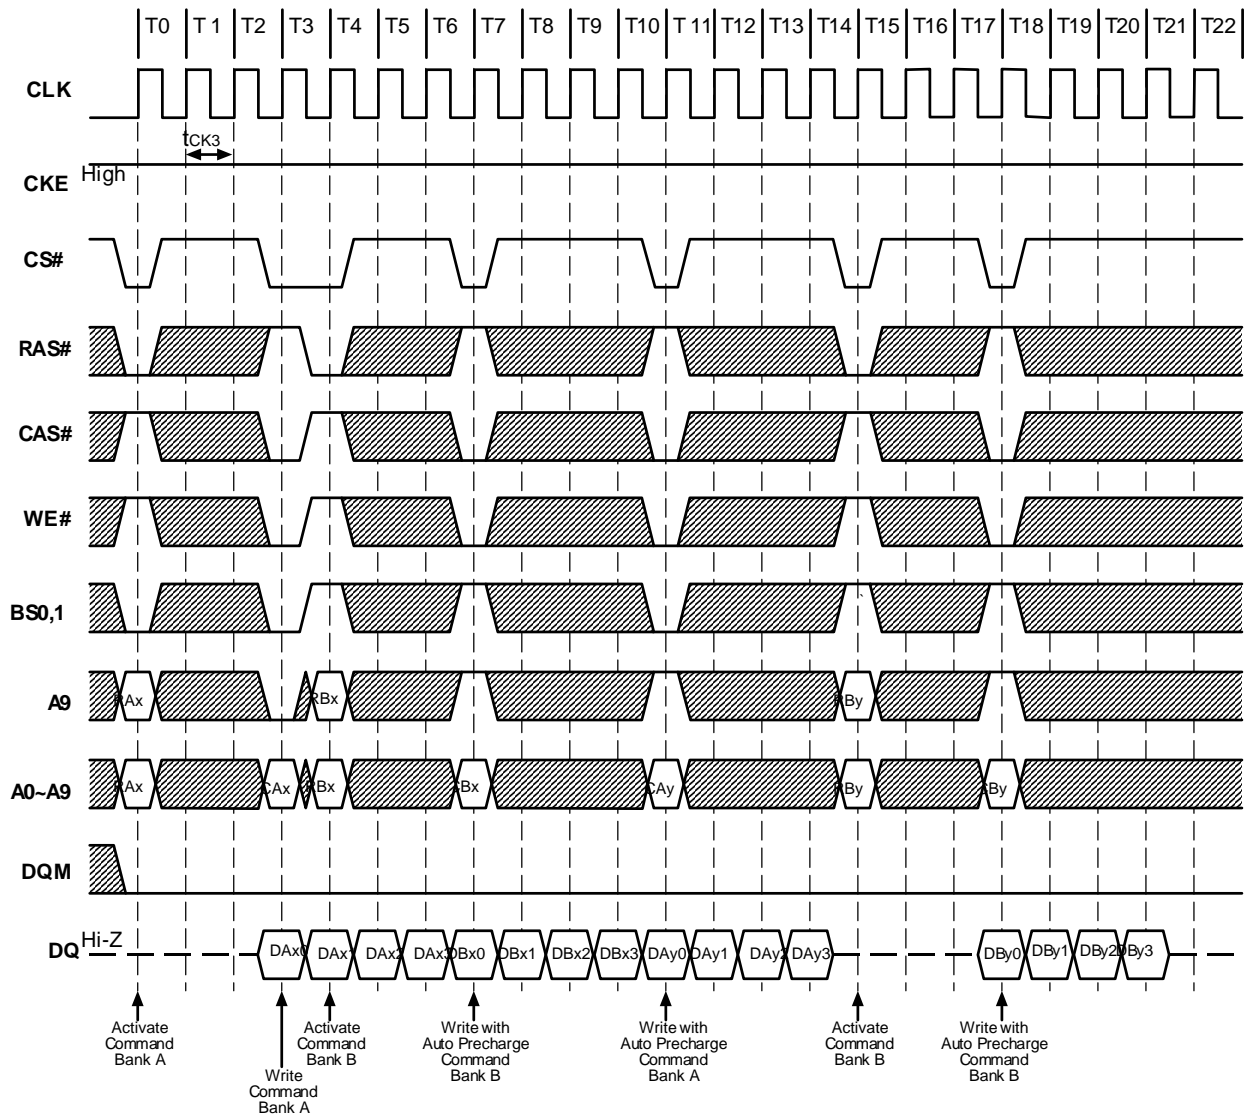 T0 T 1 T2 T3 T4 T5 T6 T7 T8 T9 T10 T 11 T12 T13 T14 T15 T16 T17 T18 T19 T20 T21 T22
CLK
tCK3
High
CKE
CS#
RAS#
CAS#
WE#
BS0,1
A9 RAx RBx RBy
A0~A9 RAx CAx RBx CBx CAy RBy CBy
DQM
Hi-Z
DQ DAx0 DAx1 DAx2 DAx3 DBx0 DBx1 DBx2 DBx3 DAy0 DAy1 DAy2 DAy3 DBy0 DBy1 DBy2 DBy3
Activate
Command
Bank A
Write
Command
Bank A
Activate
Command
Bank B
Write with
Auto Precharge
Command
Bank B
Write with
Auto Precharge
Command
Bank A
Activate
Command
Bank B
Write with
Auto Precharge
Command
Bank B